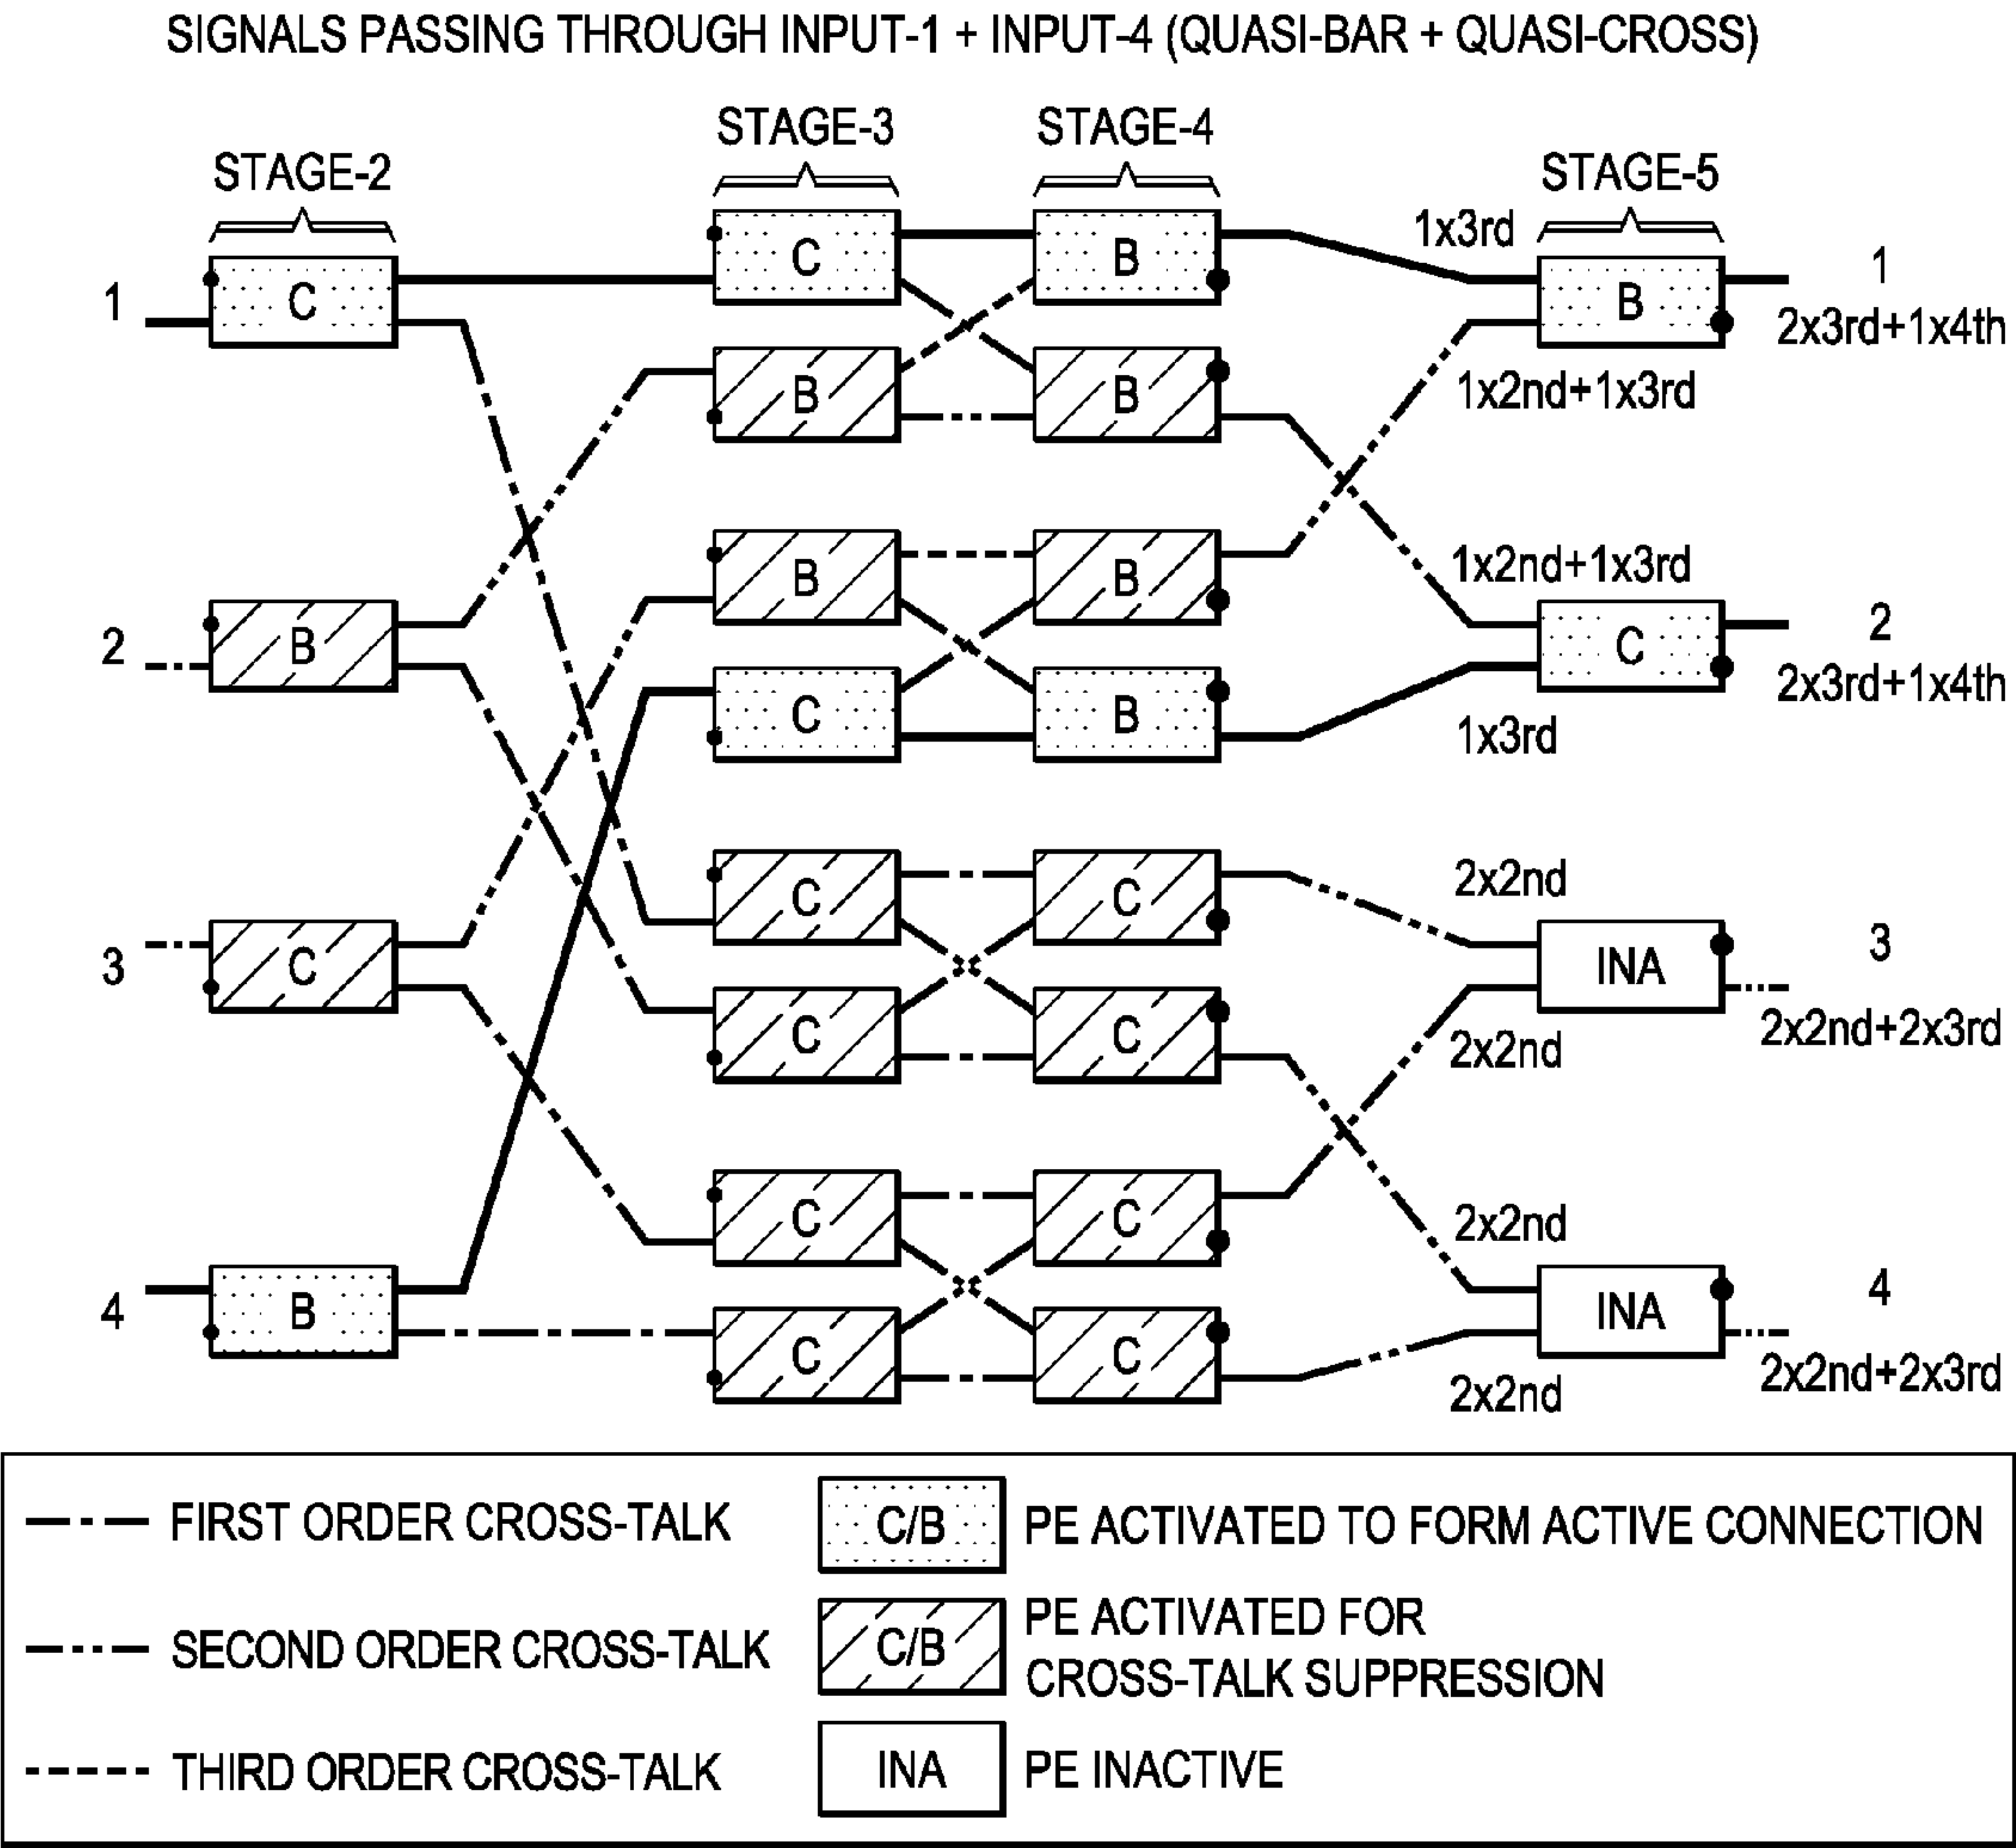 SIGNALS PASSING THROUGH INPUT-1 + INPUT-4 (QUASI-BAR + QUASI-CROSS)
STAGE-2
STAGE-3
STAGE-4
STAGE-5
1
C
C
B
1x3rd
B
1
2x3rd+1x4th
B
B
1x2nd+1x3rd
2
B
B
B
1x2nd+1x3rd
C
2
2x3rd+1x4th
C
B
1x3rd
3
C
C
C
2x2nd
INA
3
2x2nd+2x3rd
C
C
2x2nd
C
C
2x2nd
4
B
C
C
2x2nd
INA
4
2x2nd+2x3rd
FIRST ORDER CROSS-TALK
SECOND ORDER CROSS-TALK
THIRD ORDER CROSS-TALK
C/B
PE ACTIVATED TO FORM ACTIVE CONNECTION
C/B
PE ACTIVATED FOR
CROSS-TALK SUPPRESSION
INA
PE INACTIVE